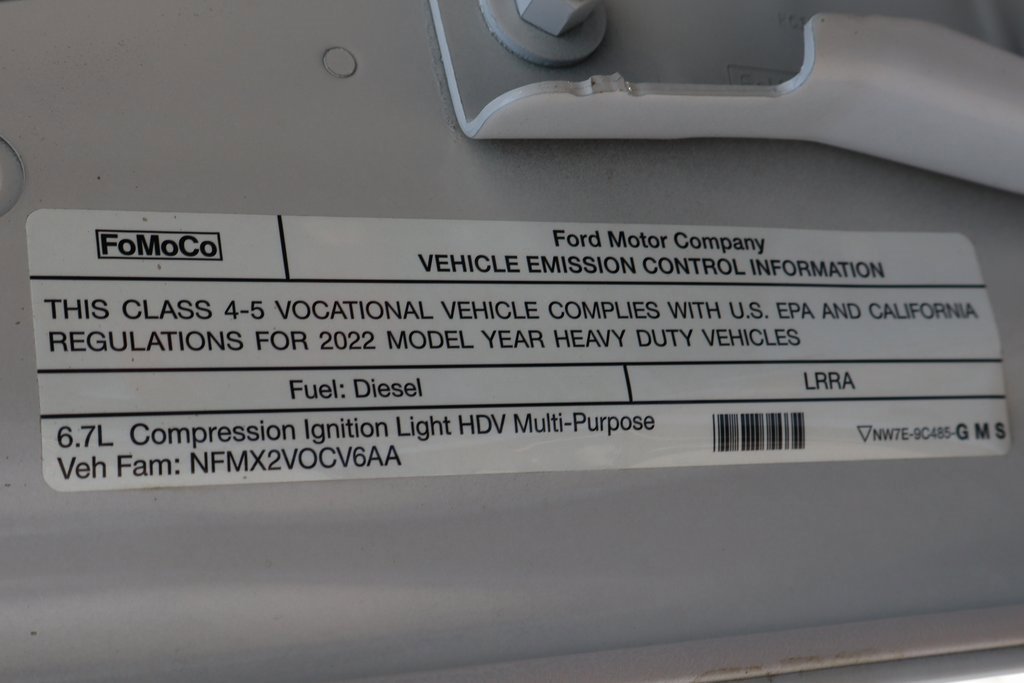 FoMoCo
Ford Motor Company
VEHICLE EMISSION CONTROL INFORMATION
THIS CLASS 4-5 VOCATIONAL VEHICLE COMPLIES WITH U.S. EPA AND CALIFORNIA
REGULATIONS FOR 2022 MODEL YEAR HEAVY DUTY VEHICLES
Fuel: Diesel
LRRA
6.7L Compression Ignition Light HDV Multi-Purpose
Veh Fam: NFMX2VOCV6AA
▽NW7E-9C485-G M S